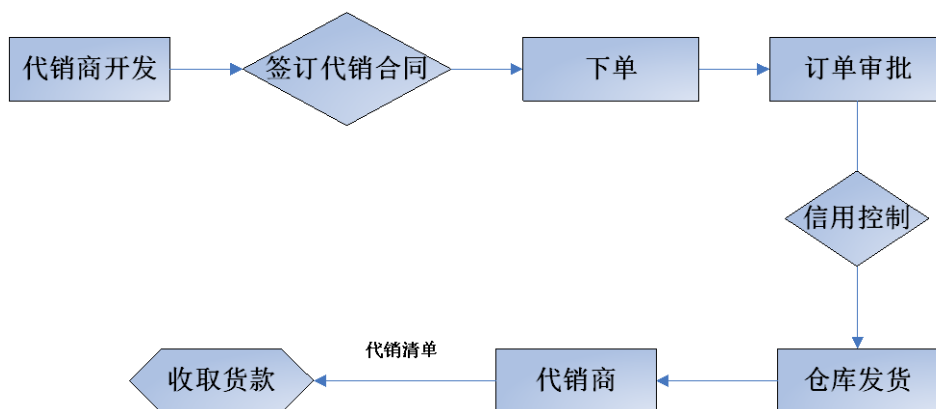 代销商开发
签订代销合同
下单
订单审批
信用控制
仓库发货
代销商
代销清单
收取货款